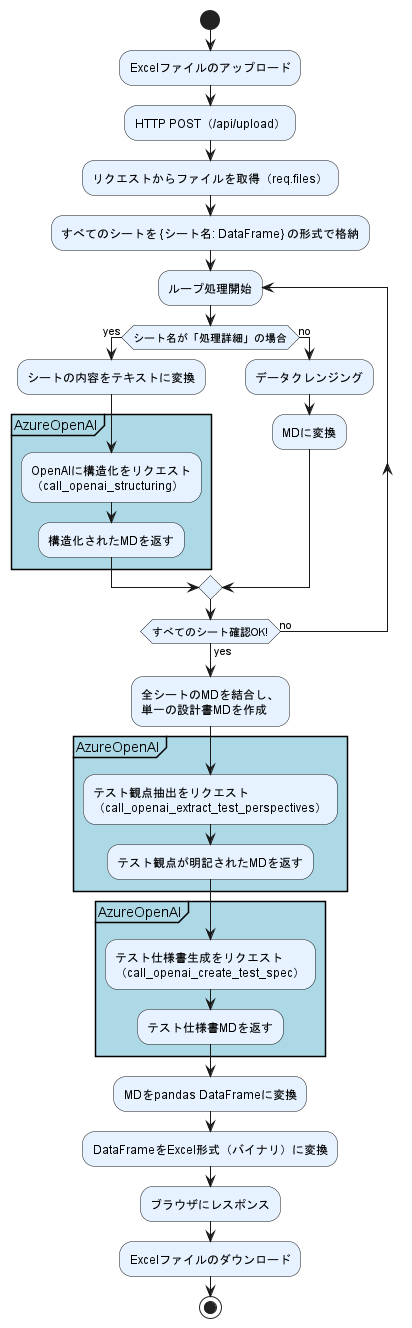 Excelファイルのアップロード
HTTP POST（/api/upload）
リクエストからファイルを取得（req.files）
すべてのシートを {シート名: DataFrame} の形式で格納
ループ処理開始
シート名が「処理詳細」の場合
yes
no
シートの内容をテキストに変換
データクレンジング
AzureOpenAI
MDに変換
OpenAIに構造化をリクエスト
（call_openai_structuring）
構造化されたMDを返す
すべてのシート確認OK!
no
yes
全シートのMDを結合し、
単一の設計書MDを作成
AzureOpenAI
テスト観点抽出をリクエスト
（call_openai_extract_test_perspectives）
テスト観点が明記されたMDを返す
AzureOpenAI
テスト仕様書生成をリクエスト
（call_openai_create_test_spec）
テスト仕様書MDを返す
MDをpandas DataFrameに変換
DataFrameをExcel形式（バイナリ）に変換
ブラウザにレスポンス
Excelファイルのダウンロード